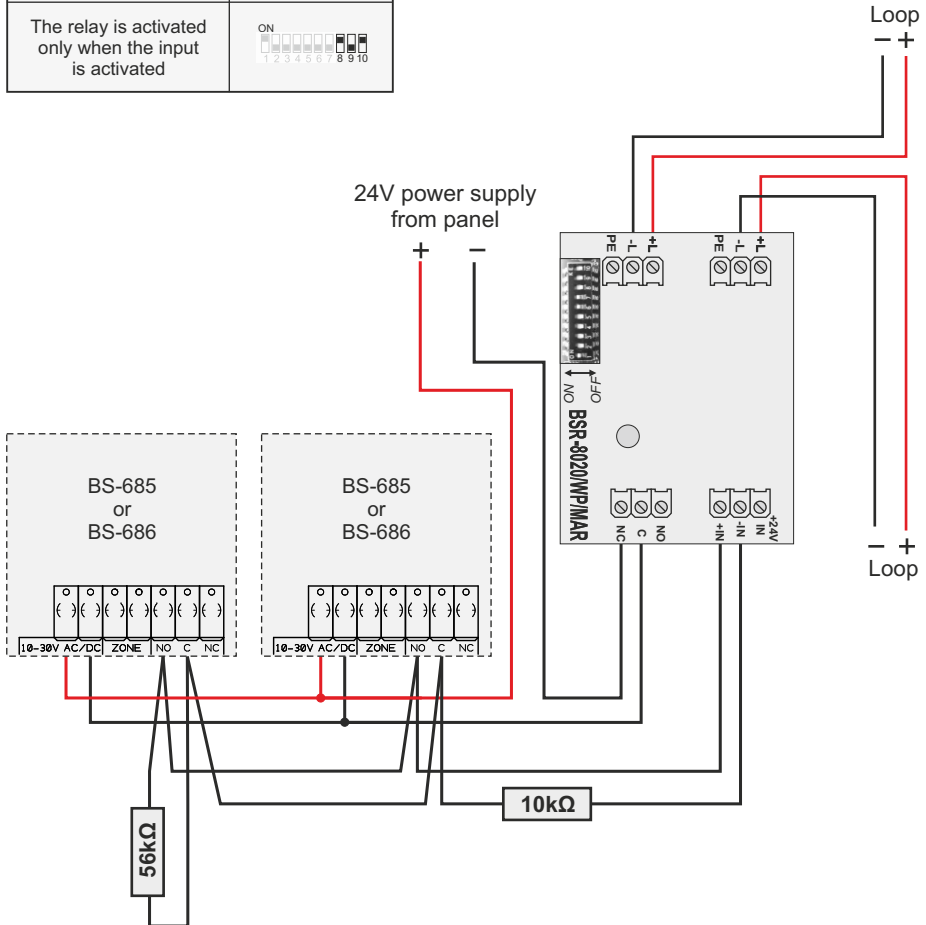 The relay is activated
only when the input
is activated
ON
1 2 3 4 5 6 7 8 9 10
Loop
− +
24V power supply
from panel
+ −
PE -L +L
PE -L +L
ON OFF
BSR-8020/WP/MAR
NC C NO
+IN -IN IN +24V
− +
Loop
BS-685
or
BS-686
10-30V AC/DC ZONE NO C NC
BS-685
or
BS-686
10-30V AC/DC ZONE NO C NC
10kΩ
56kΩ